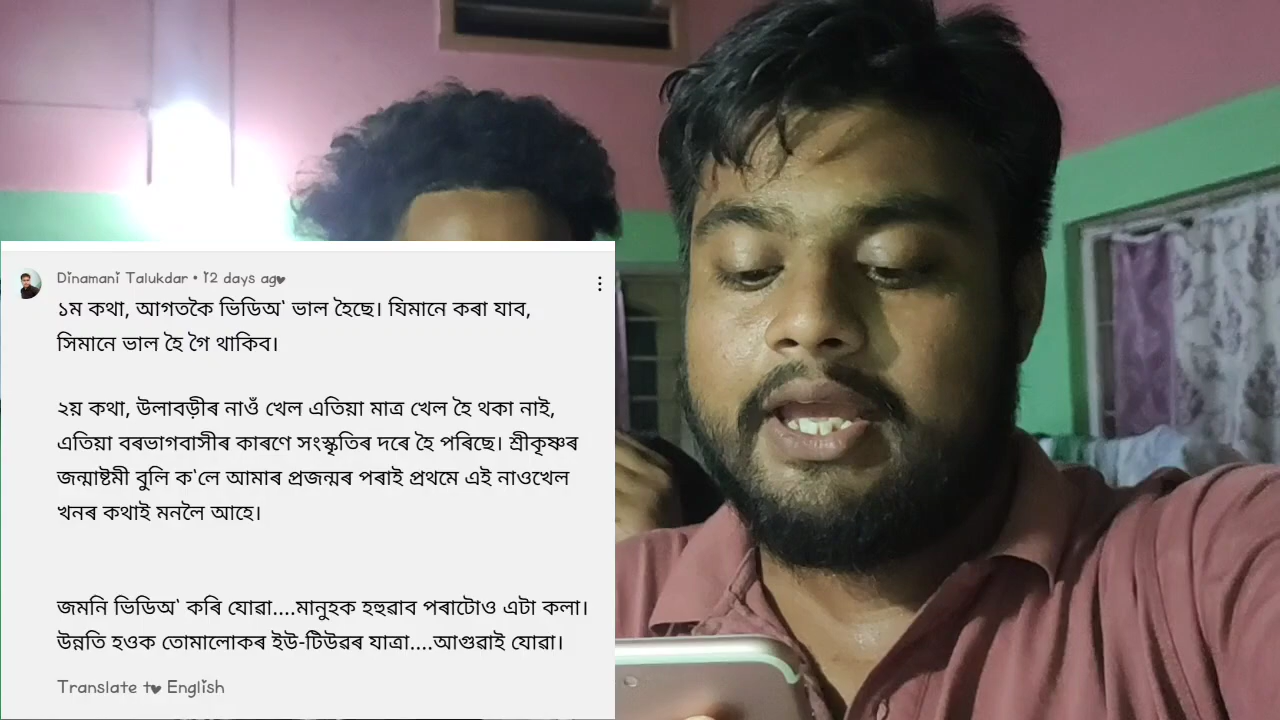 Dinamani Talukdar • 12 days ago
১ম কথা, আগতকৈ ভিডিঅ' ভাল হৈছে। যিমানে কৰা যাব,
সিমানে ভাল হৈ গৈ থাকিব।
২য় কথা, উলাবড়ীৰ নাওঁ খেল এতিয়া মাত্ৰ খেল হৈ থকা নাই,
এতিয়া বৰভাগবাসীৰ কাৰণে সংস্কৃতিৰ দৰে হৈ পৰিছে। শ্ৰীকৃষ্ণৰ
জন্মাষ্টমী বুলি ক'লে আমাৰ প্ৰজন্মৰ পৰাই প্ৰথমে এই নাওখেল
খনৰ কথাই মনলৈ আহে।
জমনি ভিডিঅ' কৰি যোৱা....মানুহক হহুৱাব পৰাটোও এটা কলা।
উন্নতি হওক তোমালোকৰ ইউ-টিউৱৰ যাত্ৰা....আগুৱাই যোৱা।
Translate to English